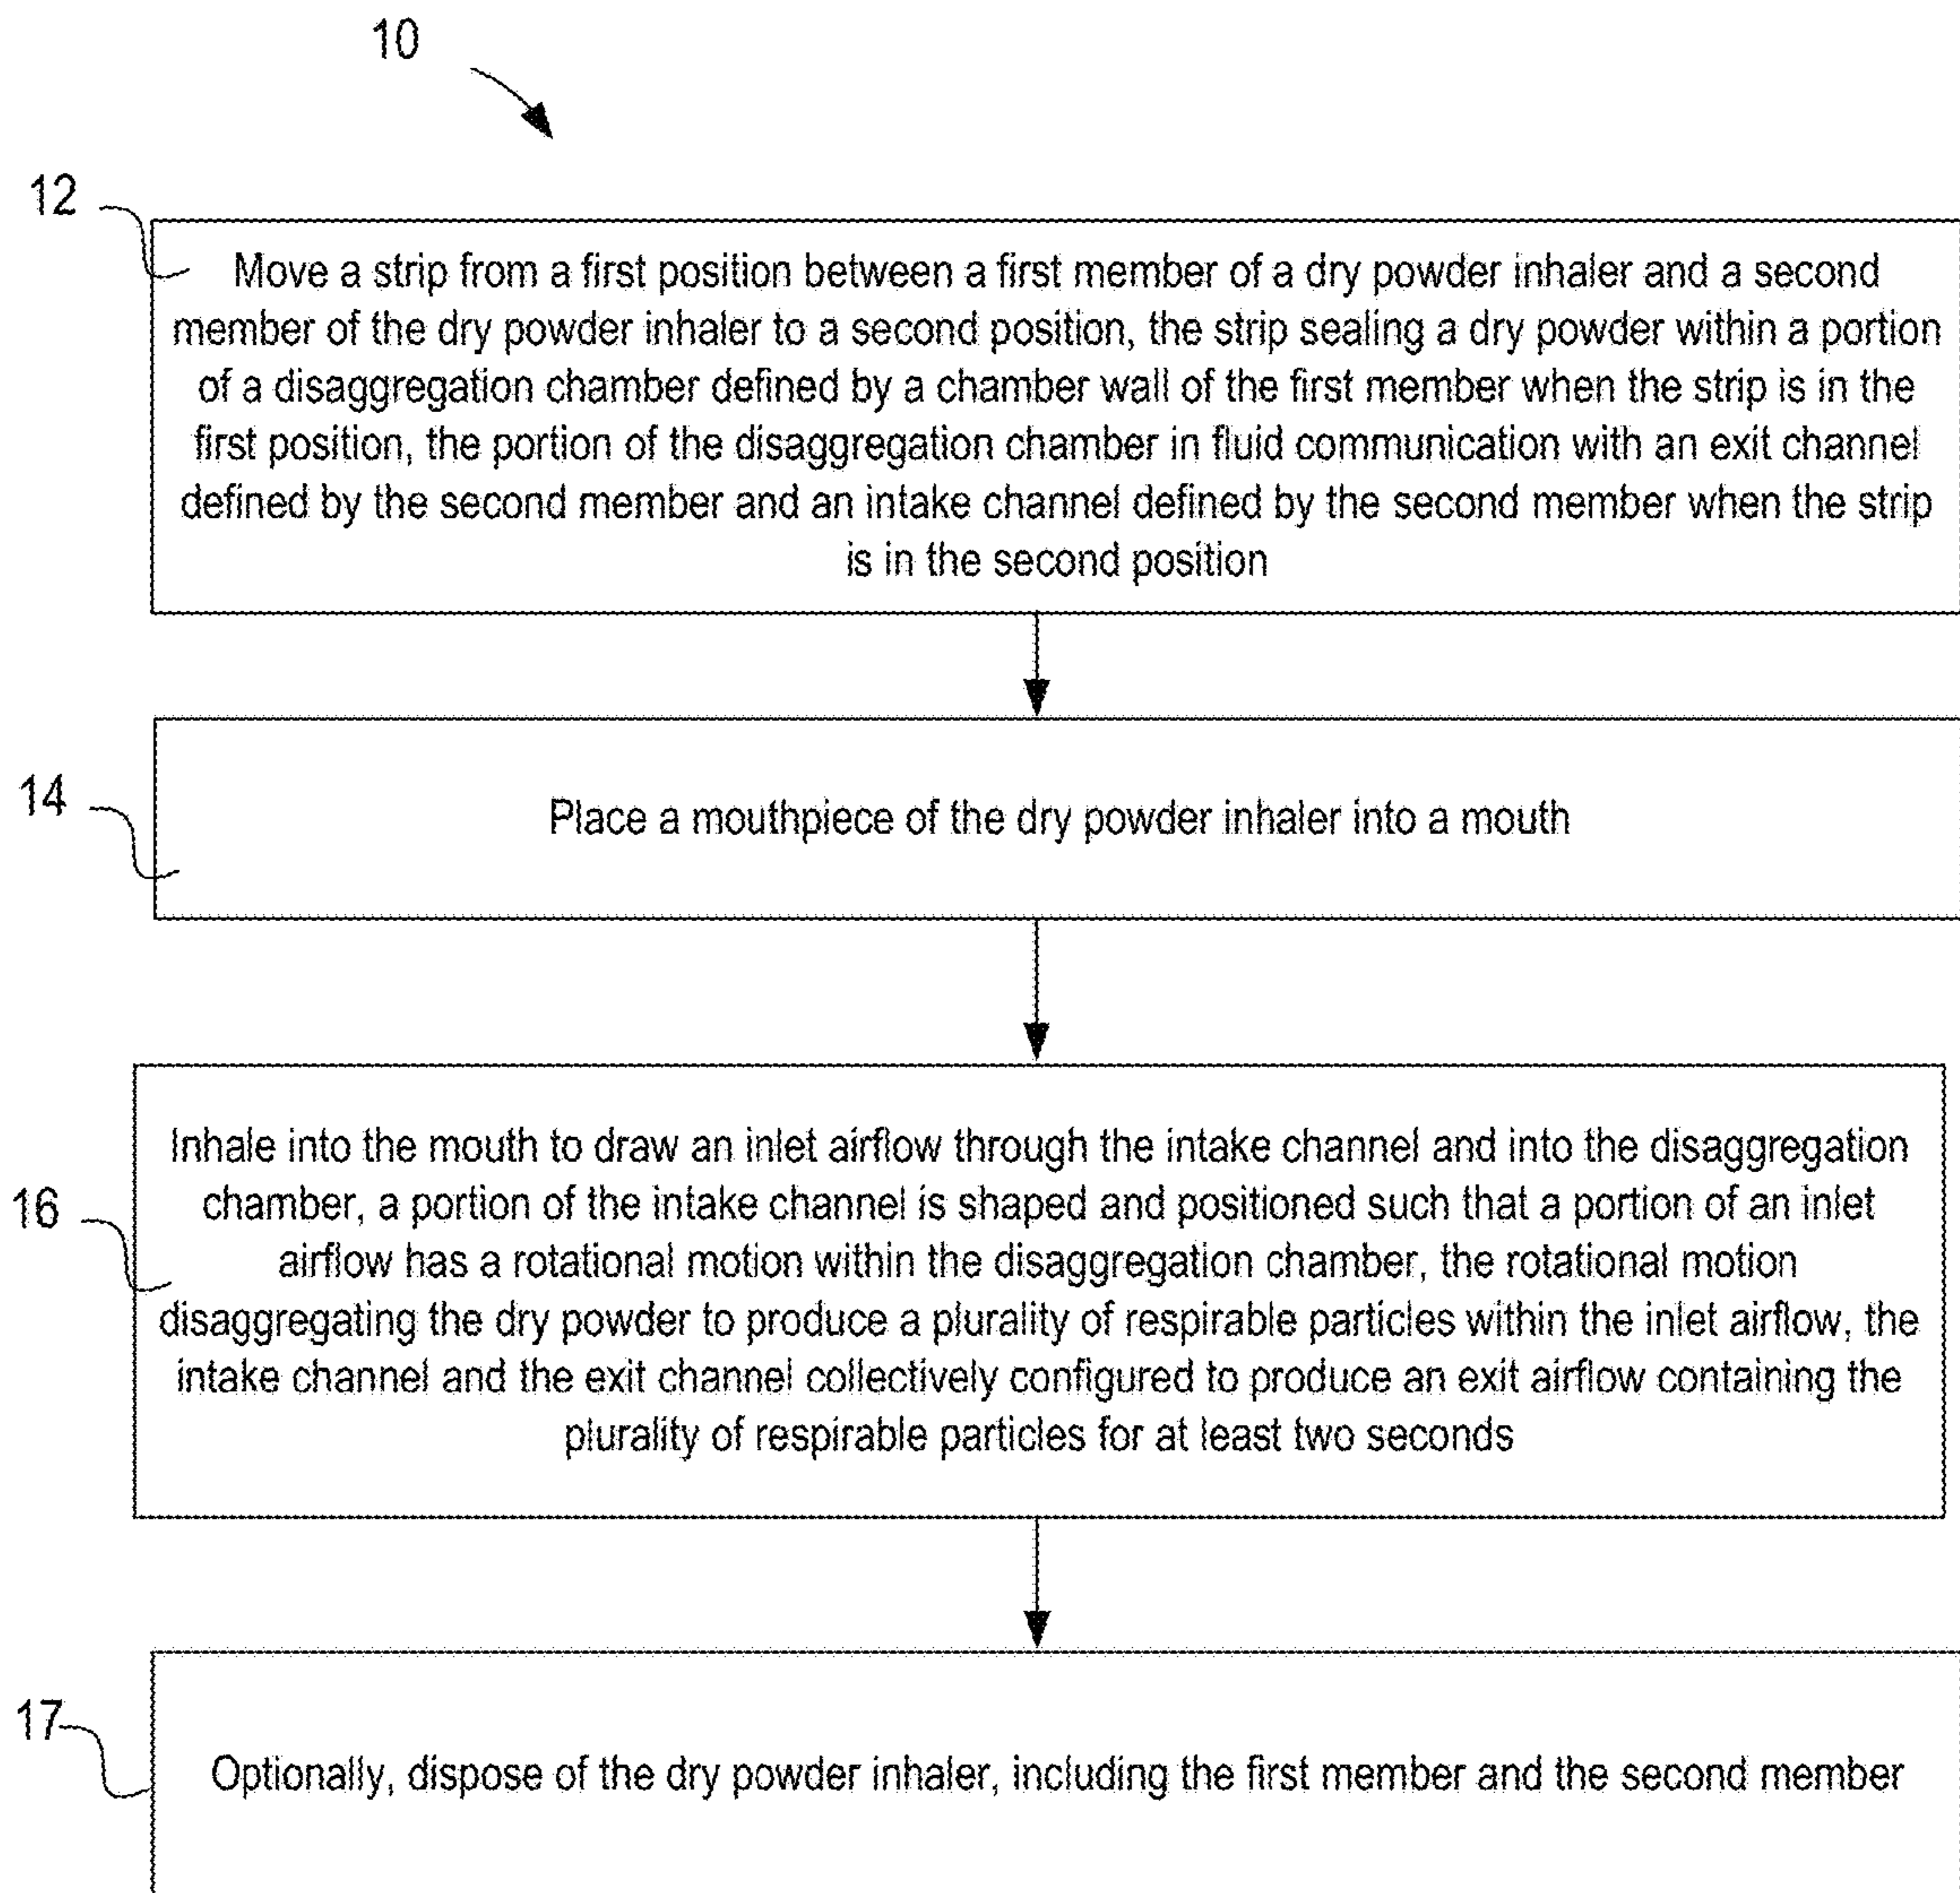 10
12
Move a strip from a first position between a first member of a dry powder inhaler and a second
member of the dry powder inhaler to a second position, the strip sealing a dry powder within a portion
of a disaggregation chamber defined by a chamber wall of the first member when the strip is in the
first position, the portion of the disaggregation chamber in fluid communication with an exit channel
defined by the second member and an intake channel defined by the second member when the strip
is in the second position
14
Place a mouthpiece of the dry powder inhaler into a mouth
16
Inhale into the mouth to draw an inlet airflow through the intake channel and into the disaggregation
chamber, a portion of the intake channel is shaped and positioned such that a portion of an inlet
airflow has a rotational motion within the disaggregation chamber, the rotational motion
disaggregating the dry powder to produce a plurality of respirable particles within the inlet airflow, the
intake channel and the exit channel collectively configured to produce an exit airflow containing the
plurality of respirable particles for at least two seconds
17
Optionally, dispose of the dry powder inhaler, including the first member and the second member